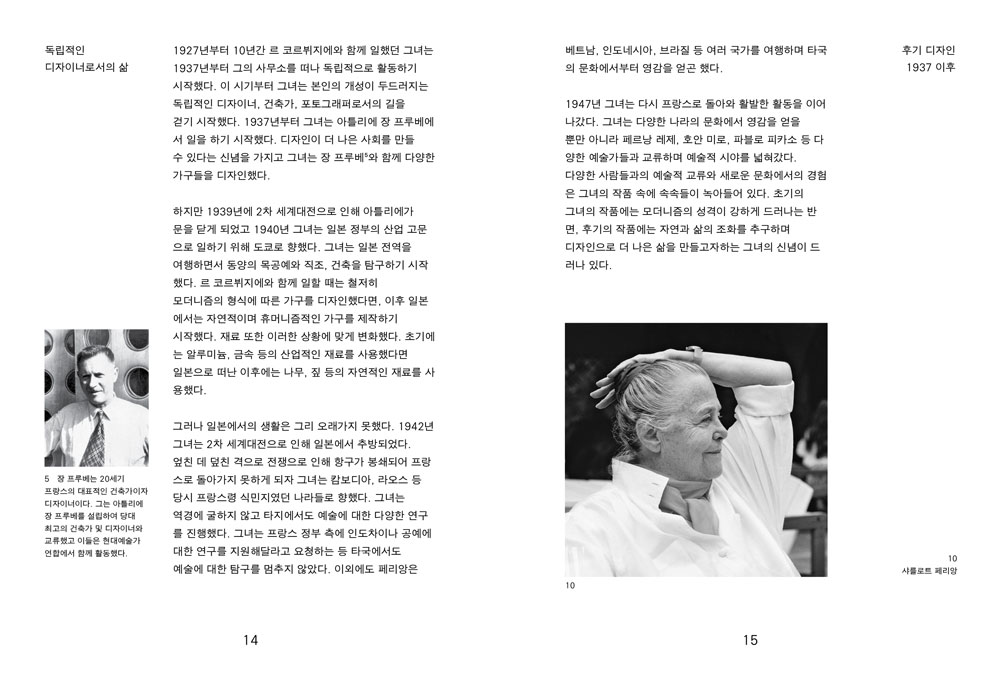 독립적인
디자이너로서의 삶
1927년부터 10년간 르 코르뷔지에와 함께 일했던 그녀는
1937년부터 그의 사무소를 떠나 독립적으로 활동하기
시작했다. 이 시기부터 그녀는 본인의 개성이 두드러지는
독립적인 디자이너, 건축가, 포토그래퍼로서의 길을
걷기 시작했다. 1937년부터 그녀는 아틀리에 장 프루베에
서 일을 하기 시작했다. 디자인이 더 나은 사회를 만들
수 있다는 신념을 가지고 그녀는 장 프루베⁵와 함께 다양한
가구들을 디자인했다.
하지만 1939년에 2차 세계대전으로 인해 아틀리에가
문을 닫게 되었고 1940년 그녀는 일본 정부의 산업 고문
으로 일하기 위해 도쿄로 향했다. 그녀는 일본 전역을
여행하면서 동양의 목공예와 직조, 건축을 탐구하기 시작
했다. 르 코르뷔지에와 함께 일할 때는 철저히
모더니즘의 형식에 따른 가구를 디자인했다면, 이후 일본
에서는 자연적이며 휴머니즘적인 가구를 제작하기
시작했다. 재료 또한 이러한 상황에 맞게 변화했다. 초기에
는 알루미늄, 금속 등의 산업적인 재료를 사용했다면
일본으로 떠난 이후에는 나무, 짚 등의 자연적인 재료를 사
용했다.
그러나 일본에서의 생활은 그리 오래가지 못했다. 1942년
그녀는 2차 세계대전으로 인해 일본에서 추방되었다.
엎친 데 덮친 격으로 전쟁으로 인해 항구가 봉쇄되어 프랑
스로 돌아가지 못하게 되자 그녀는 캄보디아, 라오스 등
당시 프랑스령 식민지였던 나라들로 향했다. 그녀는
역경에 굴하지 않고 타지에서도 예술에 대한 다양한 연구
를 진행했다. 그녀는 프랑스 정부 측에 인도차이나 공예에
대한 연구를 지원해달라고 요청하는 등 타국에서도
예술에 대한 탐구를 멈추지 않았다. 이외에도 페리앙은
5 장 프루베는 20세기
프랑스의 대표적인 건축가이자
디자이너이다. 그는 아틀리에
장 프루베를 설립하여 당대
최고의 건축가 및 디자이너와
교류했고 이들은 현대예술가
연합에서 함께 활동했다.
14
베트남, 인도네시아, 브라질 등 여러 국가를 여행하며 타국
의 문화에서부터 영감을 얻곤 했다.
1947년 그녀는 다시 프랑스로 돌아와 활발한 활동을 이어
나갔다. 그녀는 다양한 나라의 문화에서 영감을 얻을
뿐만 아니라 페르낭 레제, 호안 미로, 파블로 피카소 등 다
양한 예술가들과 교류하며 예술적 시야를 넓혀갔다.
다양한 사람들과의 예술적 교류와 새로운 문화에서의 경험
은 그녀의 작품 속에 속속들이 녹아들어 있다. 초기의
그녀의 작품에는 모더니즘의 성격이 강하게 드러나는 반
면, 후기의 작품에는 자연과 삶의 조화를 추구하며
디자인으로 더 나은 삶을 만들고자하는 그녀의 신념이 드
러나 있다.
후기 디자인
1937 이후
10
10
샤를로트 페리앙
15